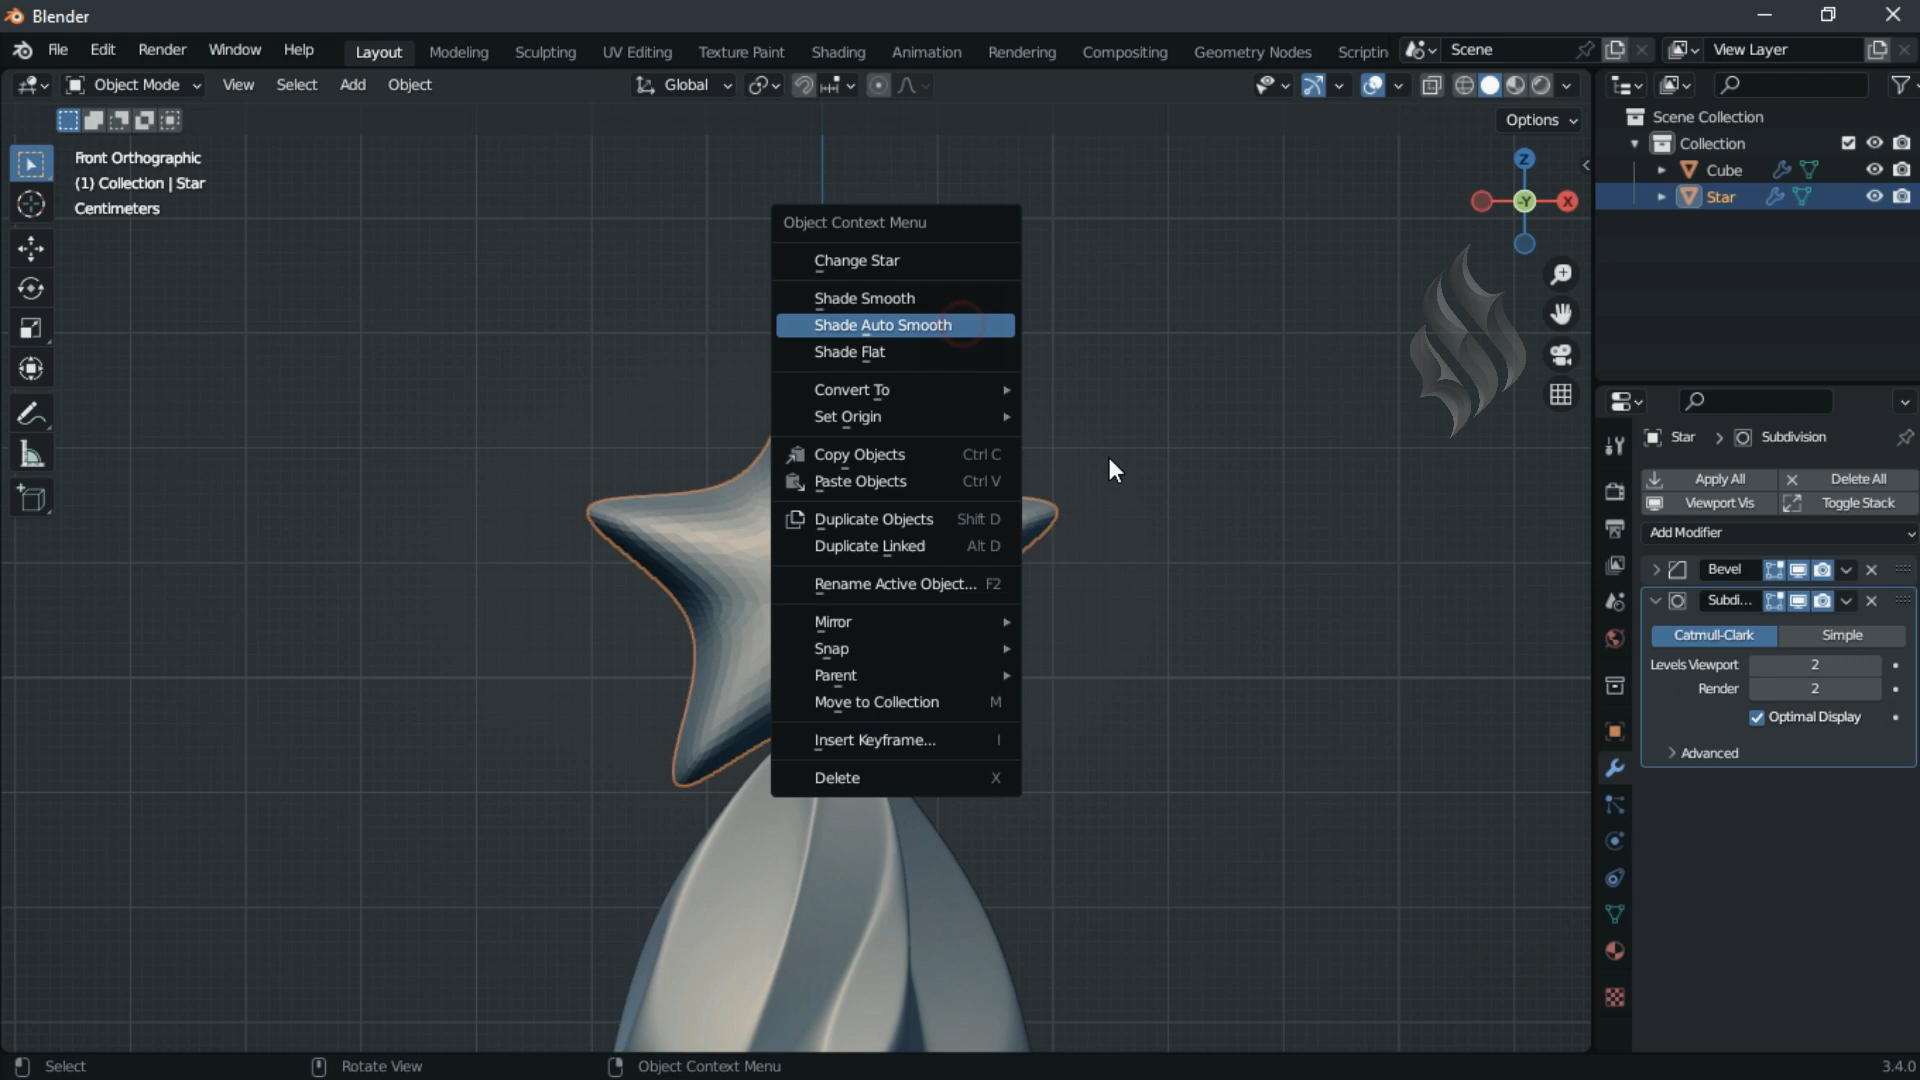 Blender
File Edit Render Window Help Layout Modeling Sculpting UV Editing Texture Paint Shading Animation Rendering Compositing Geometry Nodes Scriptin Scene View Layer
Object Mode View Select Add Object Global
Options
Front Orthographic
(1) Collection | Star
Centimeters
Z
-Y
X
Object Context Menu
Change Star
Shade Smooth
Shade Auto Smooth
Shade Flat
Convert To
Set Origin
Copy Objects Ctrl C
Paste Objects Ctrl V
Duplicate Objects Shift D
Duplicate Linked Alt D
Rename Active Object... F2
Mirror
Snap
Parent
Move to Collection M
Insert Keyframe... I
Delete X
Scene Collection
Collection
Cube
Star
Star Subdivision
Apply All Delete All
Viewport Vis Toggle Stack
Add Modifier
Bevel
Subdi...
Catmull-Clark Simple
Levels Viewport 2
Render 2
Optimal Display
Advanced
Select Rotate View Object Context Menu 3.4.0